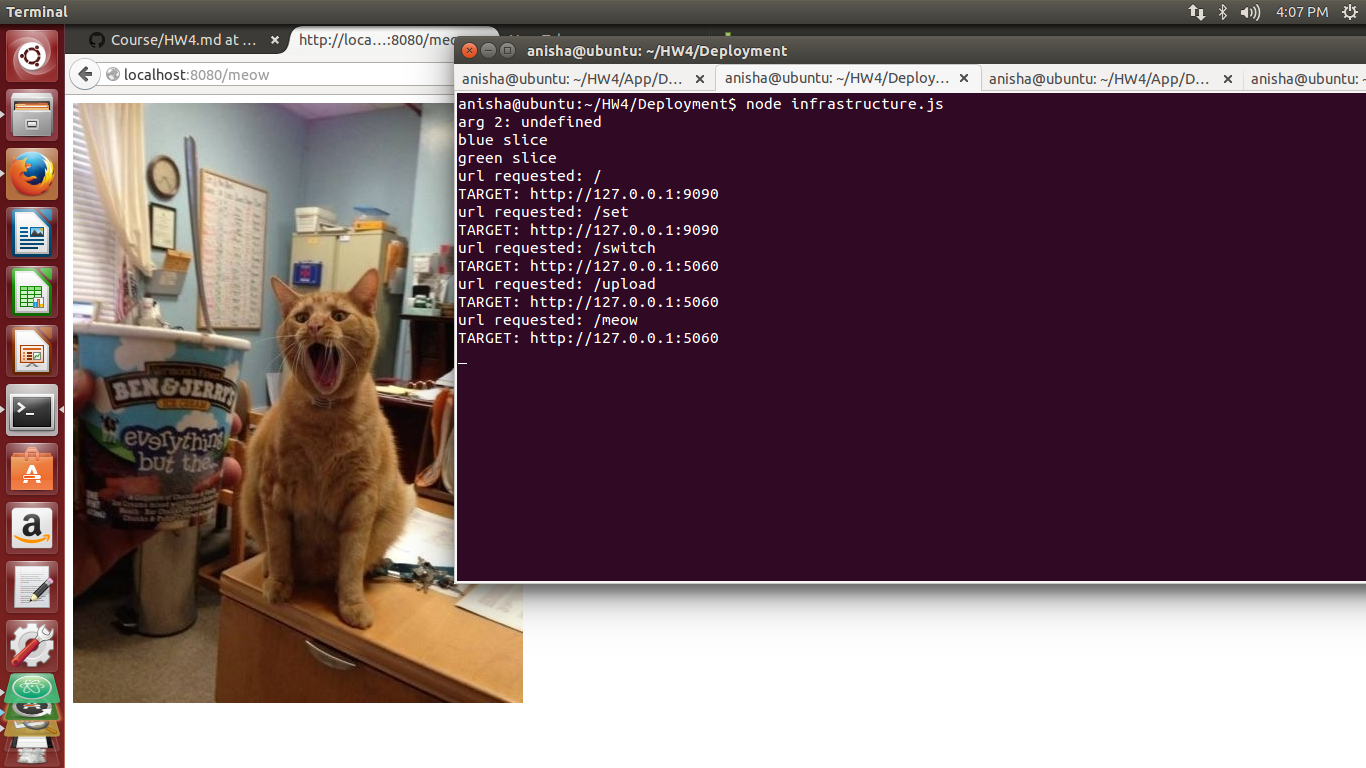 Terminal
4:07 PM
Course/HW4.md at ...
http://loca...:8080/meo
anisha@ubuntu: ~/HW4/Deployment
localhost:8080/meow
anisha@ubuntu: ~/HW4/App/D...
anisha@ubuntu: ~/HW4/Deploy...
anisha@ubuntu: ~/HW4/App/D...
anisha@ubuntu: ~
anisha@ubuntu:~/HW4/Deployment$ node infrastructure.js
arg 2: undefined
blue slice
green slice
url requested: /
TARGET: http://127.0.0.1:9090
url requested: /set
TARGET: http://127.0.0.1:9090
url requested: /switch
TARGET: http://127.0.0.1:5060
url requested: /upload
TARGET: http://127.0.0.1:5060
url requested: /meow
TARGET: http://127.0.0.1:5060
Vermont's Finest
BEN & JERRY'S
ICE CREAM
everything
but the...